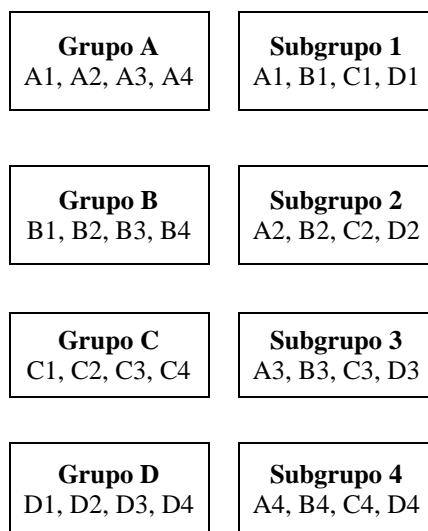 Grupo A
A1, A2, A3, A4
Subgrupo 1
A1, B1, C1, D1
Grupo B
B1, B2, B3, B4
Subgrupo 2
A2, B2, C2, D2
Grupo C
C1, C2, C3, C4
Subgrupo 3
A3, B3, C3, D3
Grupo D
D1, D2, D3, D4
Subgrupo 4
A4, B4, C4, D4